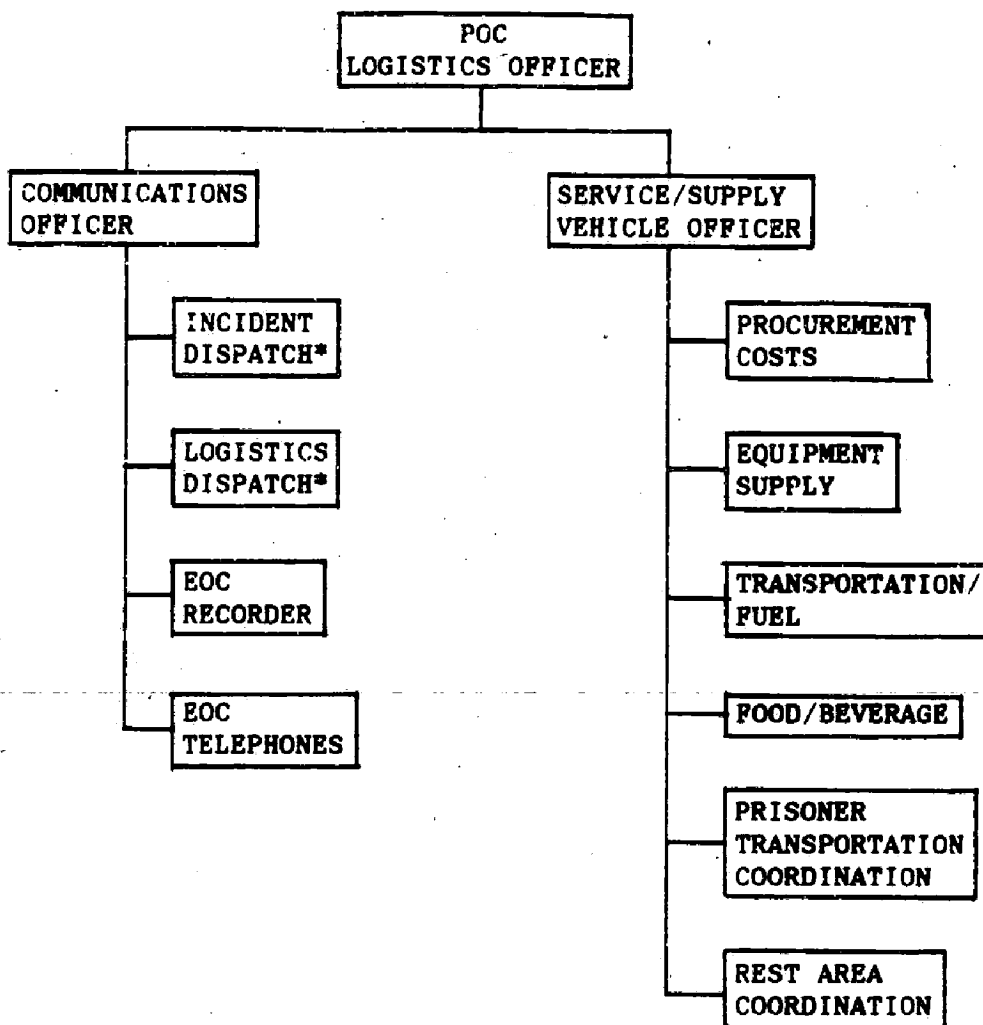 POC
LOGISTICS OFFICER
COMMUNICATIONS
OFFICER
SERVICE/SUPPLY
VEHICLE OFFICER
INCIDENT
DISPATCH*
LOGISTICS
DISPATCH*
EOC
RECORDER
EOC
TELEPHONES
PROCUREMENT
COSTS
EQUIPMENT
SUPPLY
TRANSPORTATION/
FUEL
FOOD/BEVERAGE
PRISONER
TRANSPORTATION
COORDINATION
REST AREA
COORDINATION